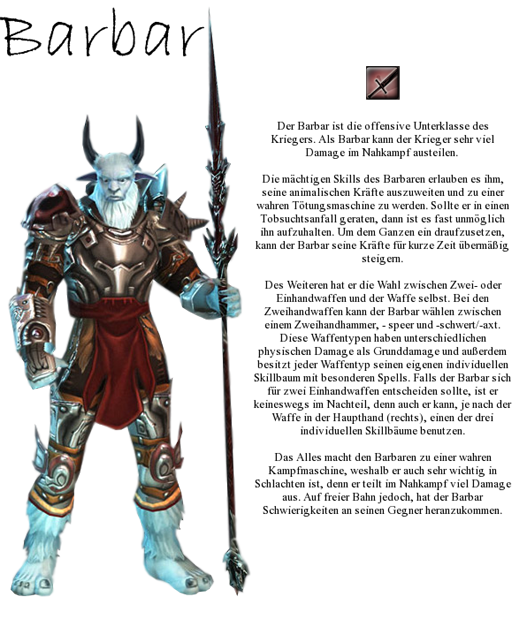 Barbar
Der Barbar ist die offensive Unterklasse des
Kriegers. Als Barbar kann der Krieger sehr viel
Damage im Nahkampf austeilen.
Die mächtigen Skills des Barbaren erlauben es ihm,
seine animalischen Kräfte auszuweiten und zu einer
wahren Tötungsmaschine zu werden. Sollte er in einen
Tobsuchtsanfall geraten, dann ist es fast unmöglich
ihn aufzuhalten. Um dem Ganzen ein draufzusetzen,
kann der Barbar seine Kräfte für kurze Zeit übermäßig
steigern.
Des Weiteren hat er die Wahl zwischen Zwei- oder
Einhandwaffen und der Waffe selbst. Bei den
Zweihandwaffen kann der Barbar wählen zwischen
einem Zweihandhammer, - speer und -schwert/-axt.
Diese Waffentypen haben unterschiedlichen
physischen Damage als Grunddamage und außerdem
besitzt jeder Waffentyp seinen eigenen individuellen
Skillbaum mit besonderen Spells. Falls der Barbar sich
für zwei Einhandwaffen entscheiden sollte, ist er
keineswegs im Nachteil, denn auch er kann, je nach der
Waffe in der Haupthand (rechts), einen der drei
individuellen Skillbäume benutzen.
Das Alles macht den Barbaren zu einer wahren
Kampfmaschine, weshalb er auch sehr wichtig in
Schlachten ist, denn er teilt im Nahkampf viel Damage
aus. Auf freier Bahn jedoch, hat der Barbar
Schwierigkeiten an seinen Gegner heranzukommen.